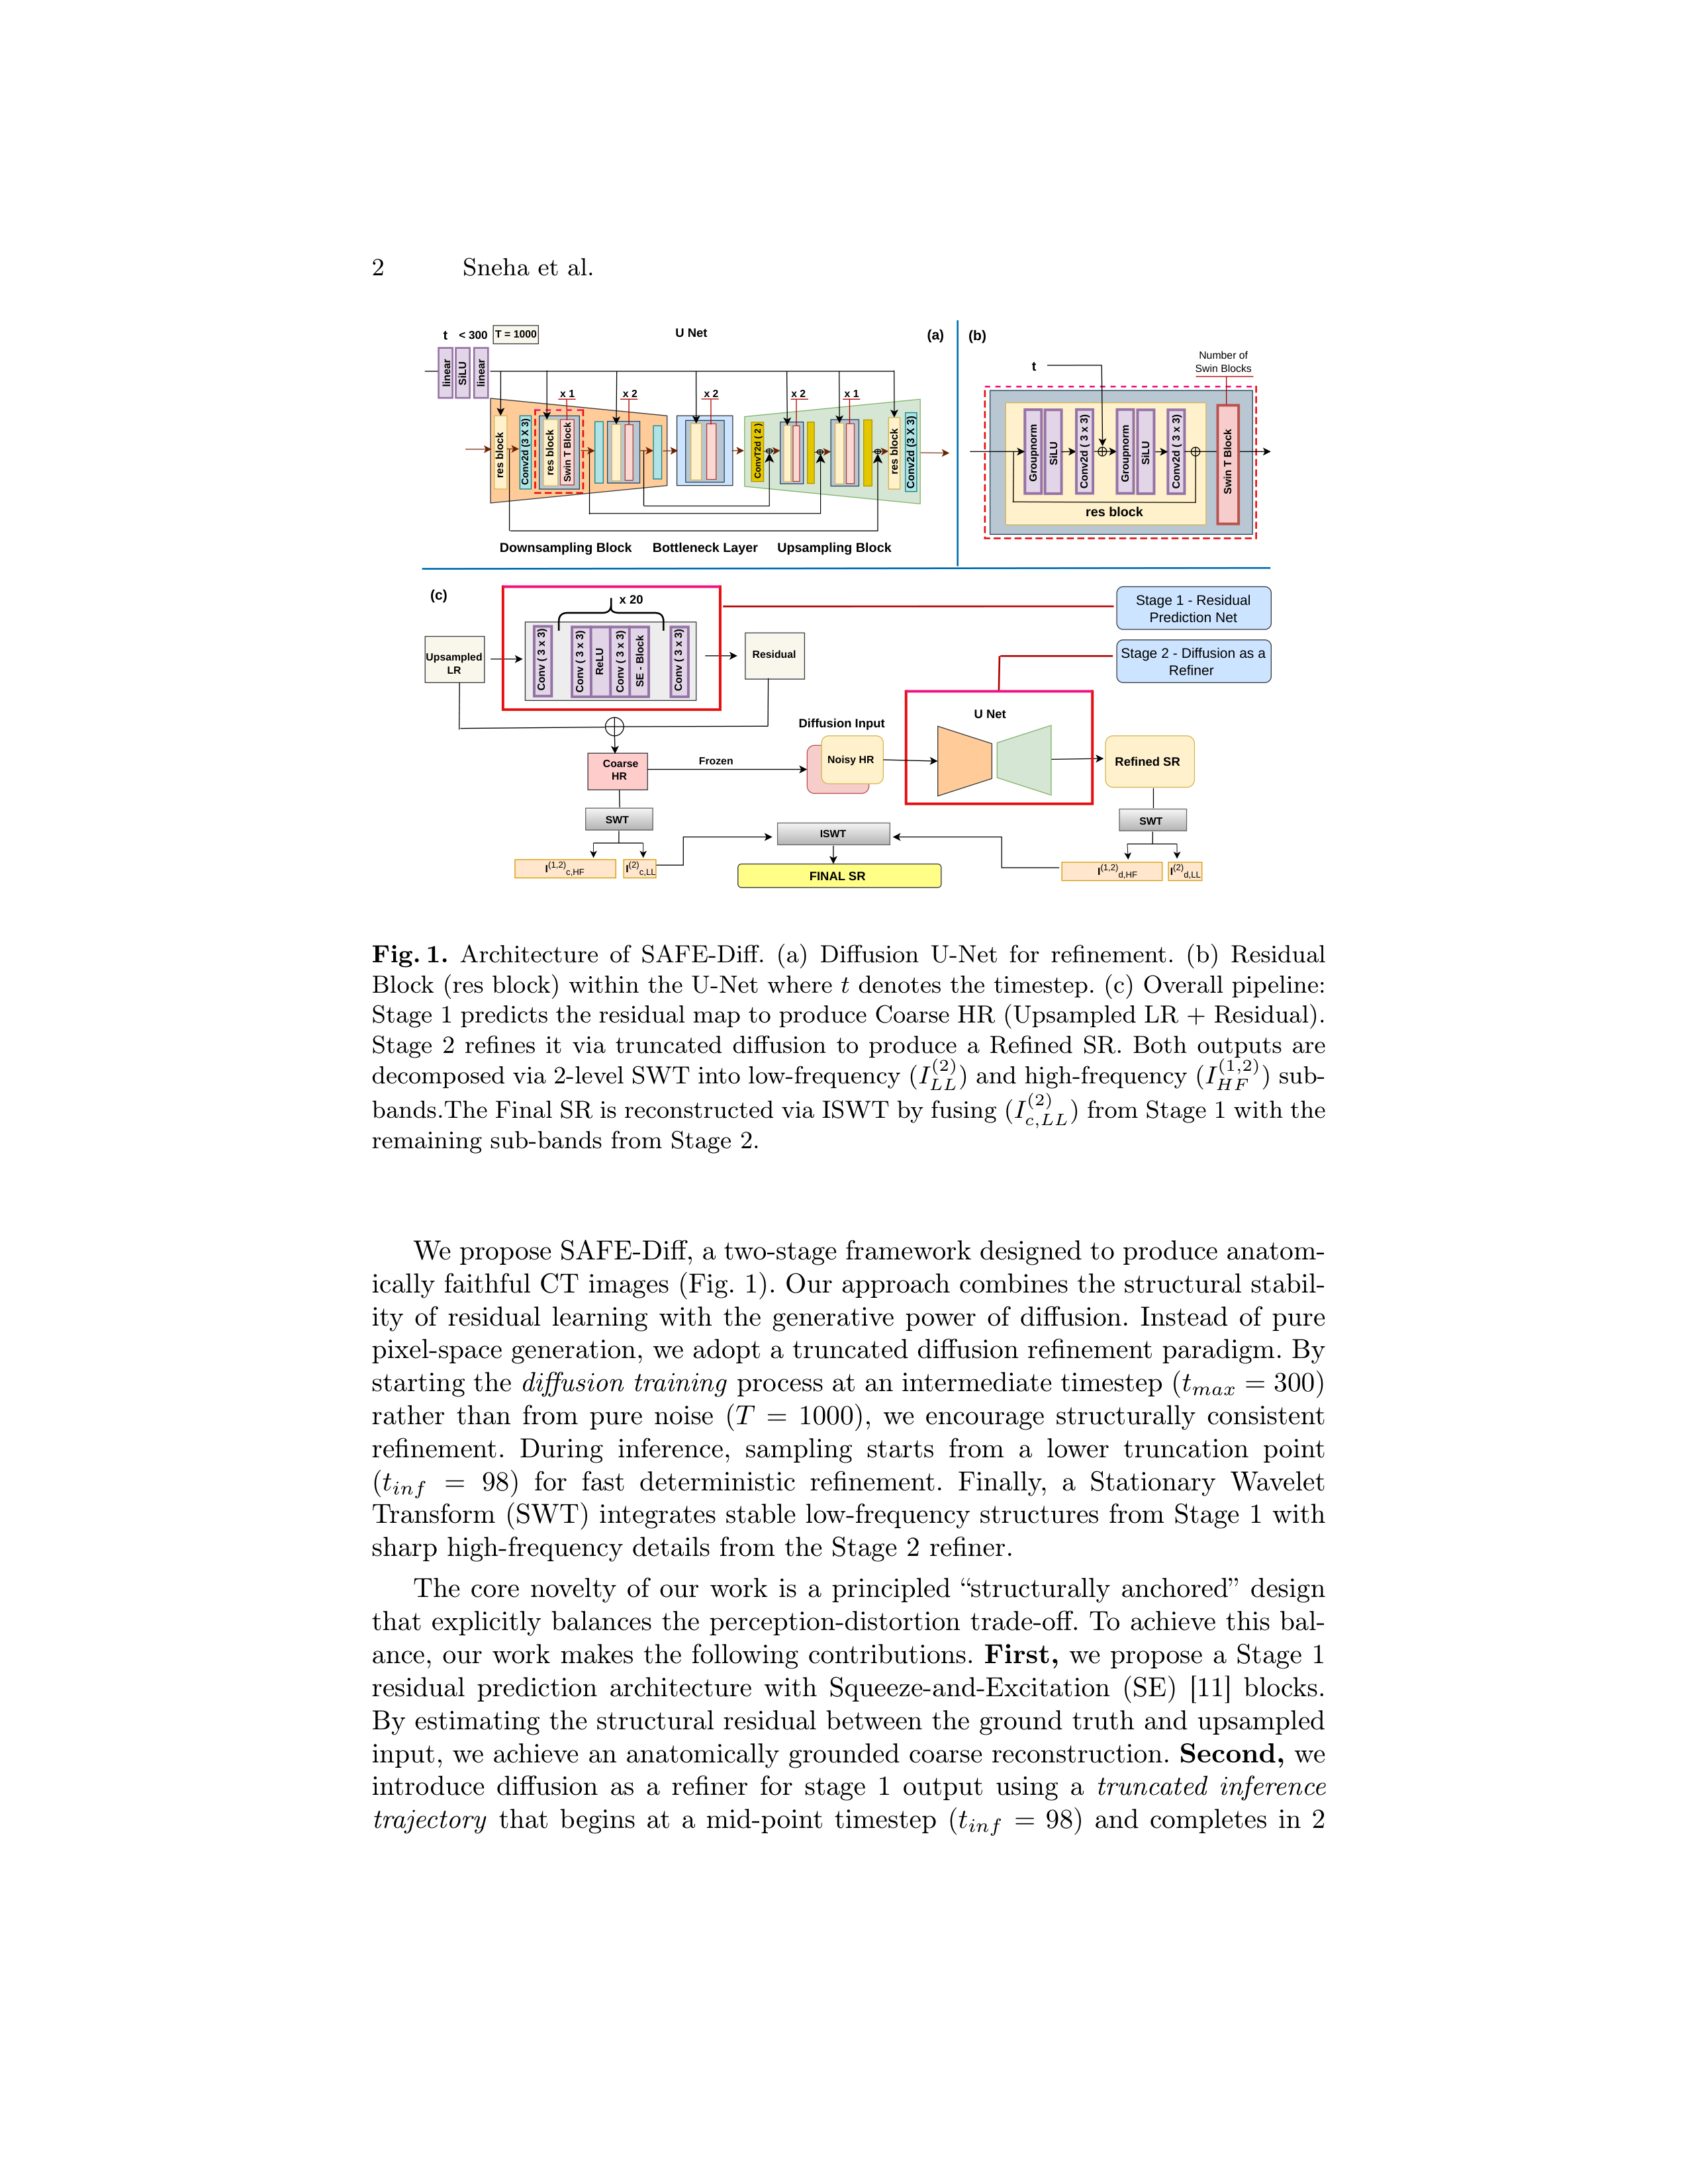 2 Sneha et al.
t < 300 T = 1000
U Net
(a)
linear
SiLU
linear
x 1
x 2
x 2
x 2
x 1
res block
Conv2d (3 X 3)
res block
Swin T Block
ConvT2d ( 2 )
res block
Conv2d (3 X 3)
Downsampling Block
Bottleneck Layer
Upsampling Block
(b)
t
Number of
Swin Blocks
Groupnorm
SiLU
Conv2d ( 3 x 3)
Groupnorm
SiLU
Conv2d ( 3 x 3)
Swin T Block
res block
(c)
x 20
Upsampled
LR
Conv ( 3 x 3)
Conv ( 3 x 3)
ReLU
Conv ( 3 x 3)
SE - Block
Conv ( 3 x 3)
Residual
Stage 1 - Residual
Prediction Net
Stage 2 - Diffusion as a
Refiner
Diffusion Input
U Net
Coarse
HR
Frozen
Noisy HR
Refined SR
SWT
ISWT
SWT
I(1,2)c,HF
I(2)c,LL
FINAL SR
I(1,2)d,HF
I(2)d,LL
Fig. 1. Architecture of SAFE-Diff. (a) Diffusion U-Net for refinement. (b) Residual
Block (res block) within the U-Net where t denotes the timestep. (c) Overall pipeline:
Stage 1 predicts the residual map to produce Coarse HR (Upsampled LR + Residual).
Stage 2 refines it via truncated diffusion to produce a Refined SR. Both outputs are
decomposed via 2-level SWT into low-frequency (I_{LL}^{(2)}) and high-frequency (I_{HF}^{(1,2)}) sub-
bands.The Final SR is reconstructed via ISWT by fusing (I_{c,LL}^{(2)}) from Stage 1 with the
remaining sub-bands from Stage 2.
We propose SAFE-Diff, a two-stage framework designed to produce anatom-
ically faithful CT images (Fig. 1). Our approach combines the structural stabil-
ity of residual learning with the generative power of diffusion. Instead of pure
pixel-space generation, we adopt a truncated diffusion refinement paradigm. By
starting the diffusion training process at an intermediate timestep (t_{max} = 300)
rather than from pure noise (T = 1000), we encourage structurally consistent
refinement. During inference, sampling starts from a lower truncation point
(t_{inf} = 98) for fast deterministic refinement. Finally, a Stationary Wavelet
Transform (SWT) integrates stable low-frequency structures from Stage 1 with
sharp high-frequency details from the Stage 2 refiner.
The core novelty of our work is a principled “structurally anchored” design
that explicitly balances the perception-distortion trade-off. To achieve this bal-
ance, our work makes the following contributions. First, we propose a Stage 1
residual prediction architecture with Squeeze-and-Excitation (SE) [11] blocks.
By estimating the structural residual between the ground truth and upsampled
input, we achieve an anatomically grounded coarse reconstruction. Second, we
introduce diffusion as a refiner for stage 1 output using a truncated inference
trajectory that begins at a mid-point timestep (t_{inf} = 98) and completes in 2